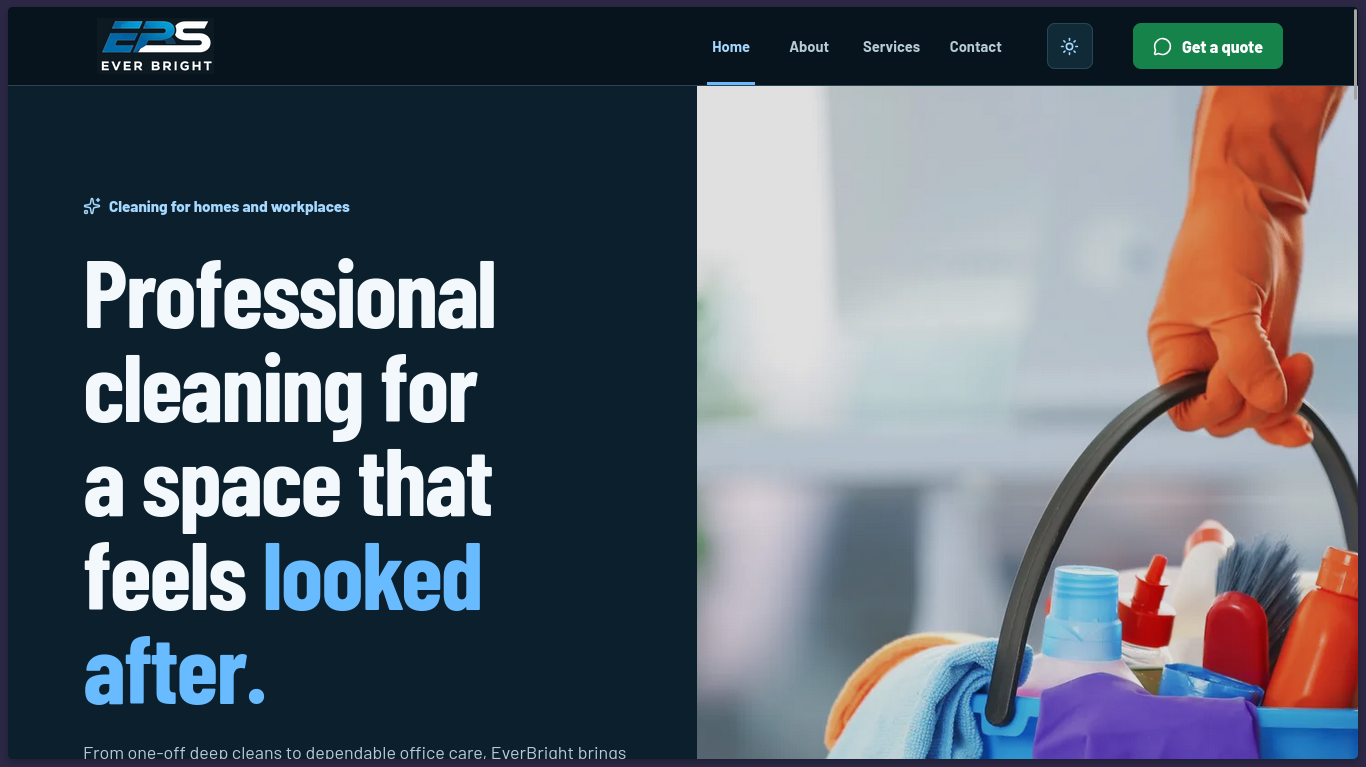 EPS
EVER BRIGHT
Home
About
Services
Contact
Get a quote
Cleaning for homes and workplaces
Professional
cleaning for
a space that
feels looked
after.
From one-off deep cleans to dependable office care, EverBright brings